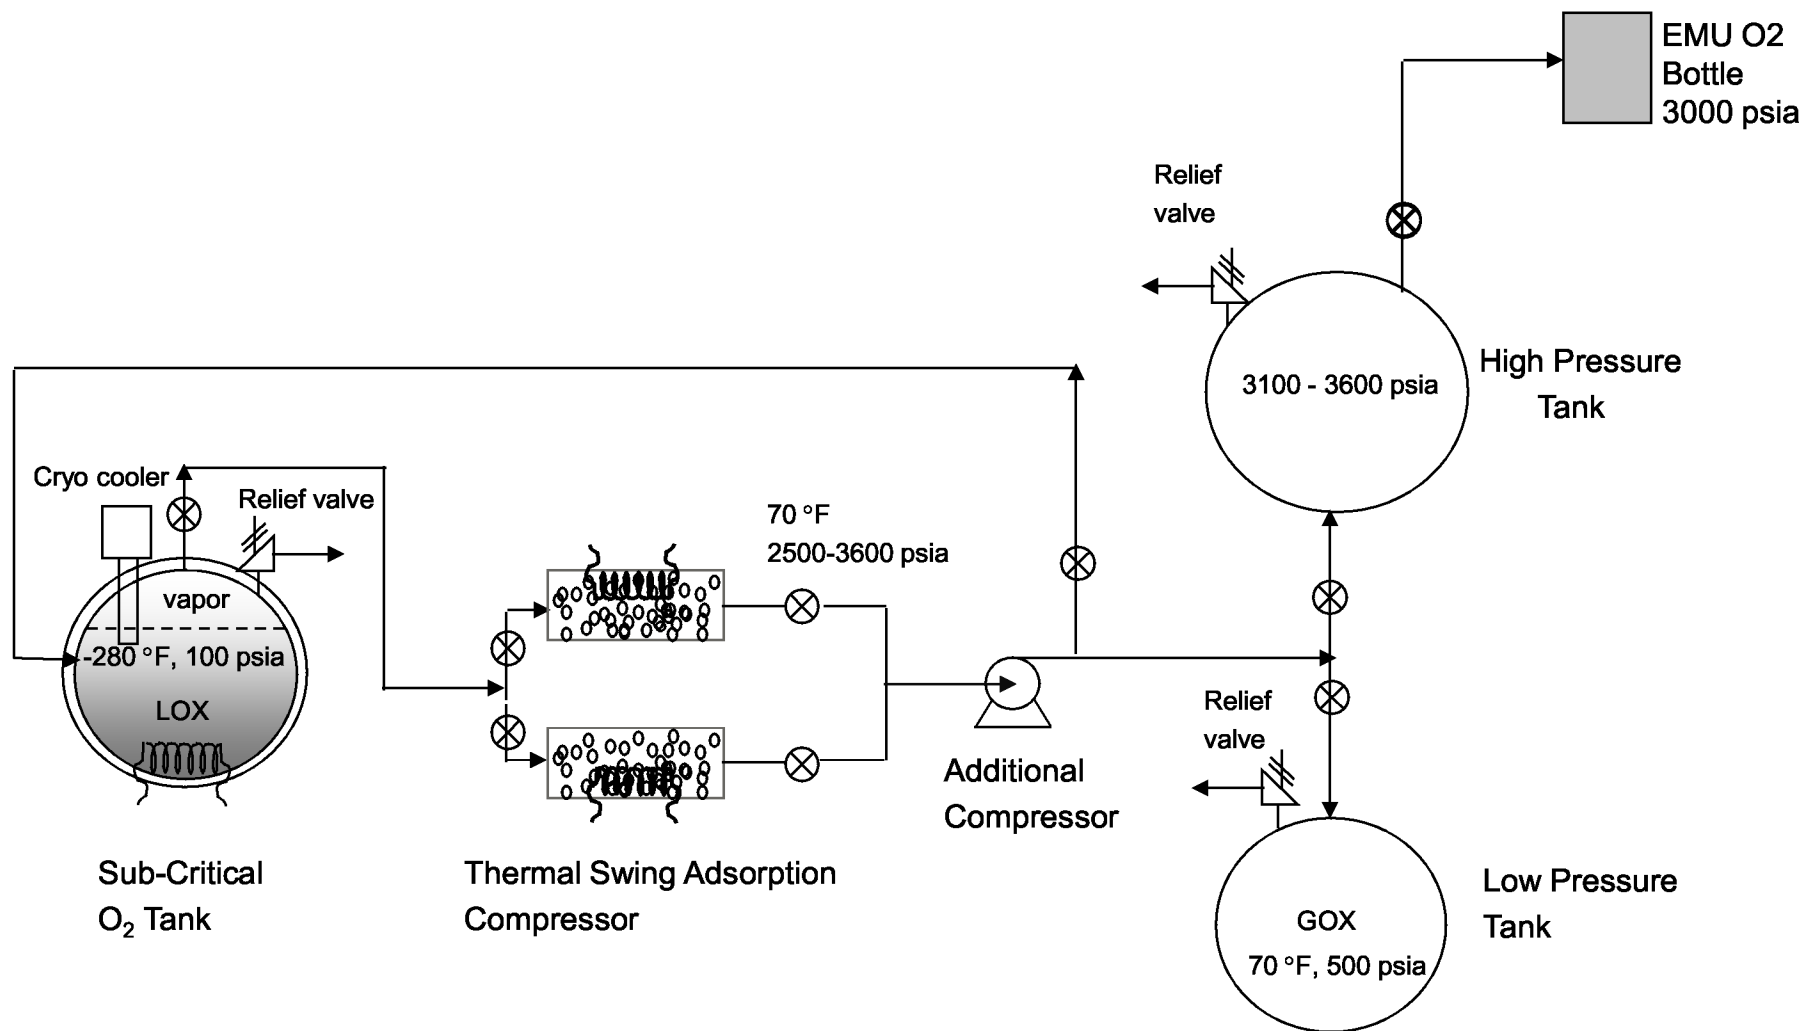 EMU O2
Bottle
3000 psia
Relief
valve
High Pressure
Tank
3100 - 3600 psia
Cryo cooler
Relief valve
70 °F
2500-3600 psia
vapor
-280 °F, 100 psia
LOX
Relief
valve
Additional
Compressor
Sub-Critical
O₂ Tank
Thermal Swing Adsorption
Compressor
Low Pressure
Tank
GOX
70 °F, 500 psia